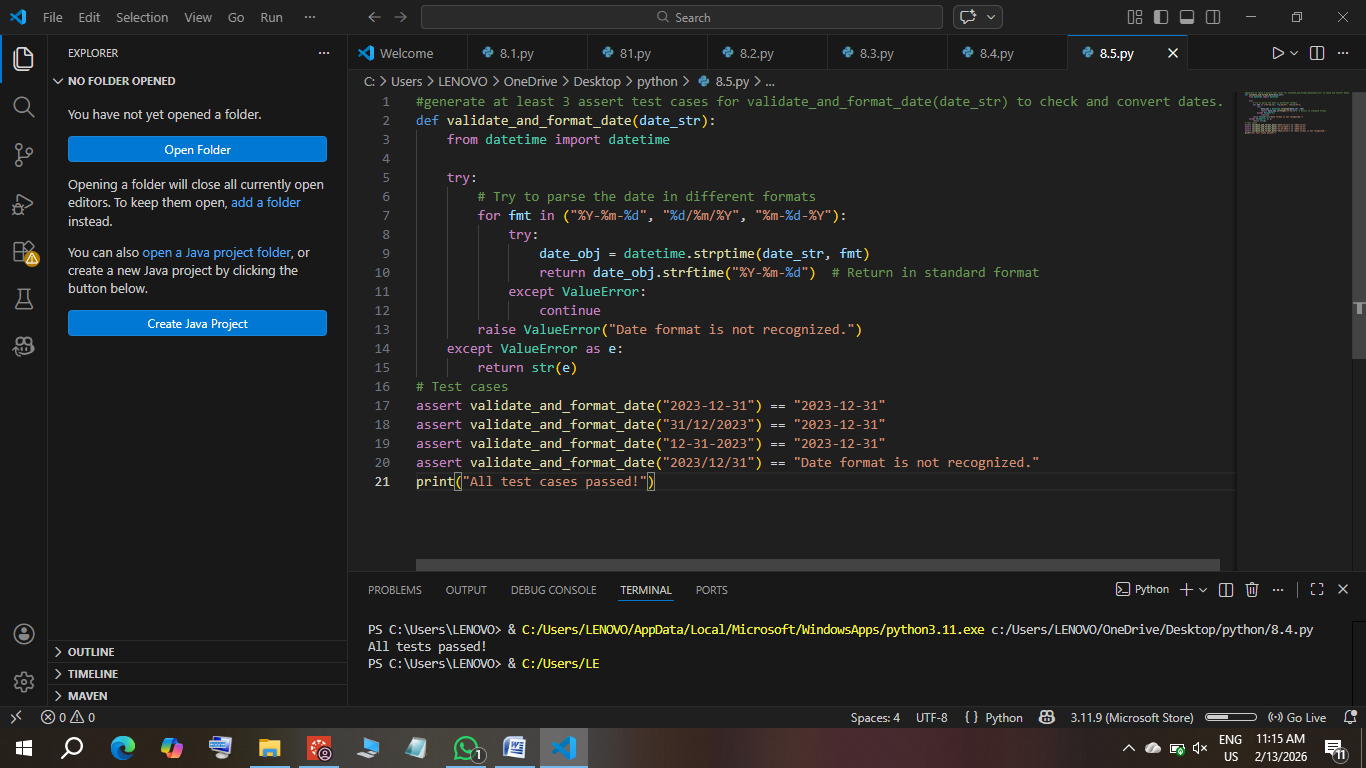 File Edit Selection View Go Run ···
Search
EXPLORER ···
NO FOLDER OPENED
You have not yet opened a folder.
Open Folder
Opening a folder will close all currently open
editors. To keep them open, add a folder
instead.
You can also open a Java project folder, or
create a new Java project by clicking the
button below.
Create Java Project
OUTLINE
TIMELINE
MAVEN
Welcome 8.1.py 81.py 8.2.py 8.3.py 8.4.py 8.5.py
C: > Users > LENOVO > OneDrive > Desktop > python > 8.5.py > ...
1 #generate at least 3 assert test cases for validate_and_format_date(date_str) to check and convert dates.
2 def validate_and_format_date(date_str):
3 from datetime import datetime
4
5 try:
6 # Try to parse the date in different formats
7 for fmt in ("%Y-%m-%d", "%d/%m/%Y", "%m-%d-%Y"):
8 try:
9 date_obj = datetime.strptime(date_str, fmt)
10 return date_obj.strftime("%Y-%m-%d") # Return in standard format
11 except ValueError:
12 continue
13 raise ValueError("Date format is not recognized.")
14 except ValueError as e:
15 return str(e)
16 # Test cases
17 assert validate_and_format_date("2023-12-31") == "2023-12-31"
18 assert validate_and_format_date("31/12/2023") == "2023-12-31"
19 assert validate_and_format_date("12-31-2023") == "2023-12-31"
20 assert validate_and_format_date("2023/12/31") == "Date format is not recognized."
21 print("All test cases passed!")
PROBLEMS OUTPUT DEBUG CONSOLE TERMINAL PORTS
Python
PS C:\Users\LENOVO> & C:/Users/LENOVO/AppData/Local/Microsoft/WindowsApps/python3.11.exe c:/Users/LENOVO/OneDrive/Desktop/python/8.4.py
All tests passed!
PS C:\Users\LENOVO> & C:/Users/LE
0 0 Spaces: 4 UTF-8 { } Python 3.11.9 (Microsoft Store) Go Live
1
ENG
US
11:15 AM
2/13/2026
11